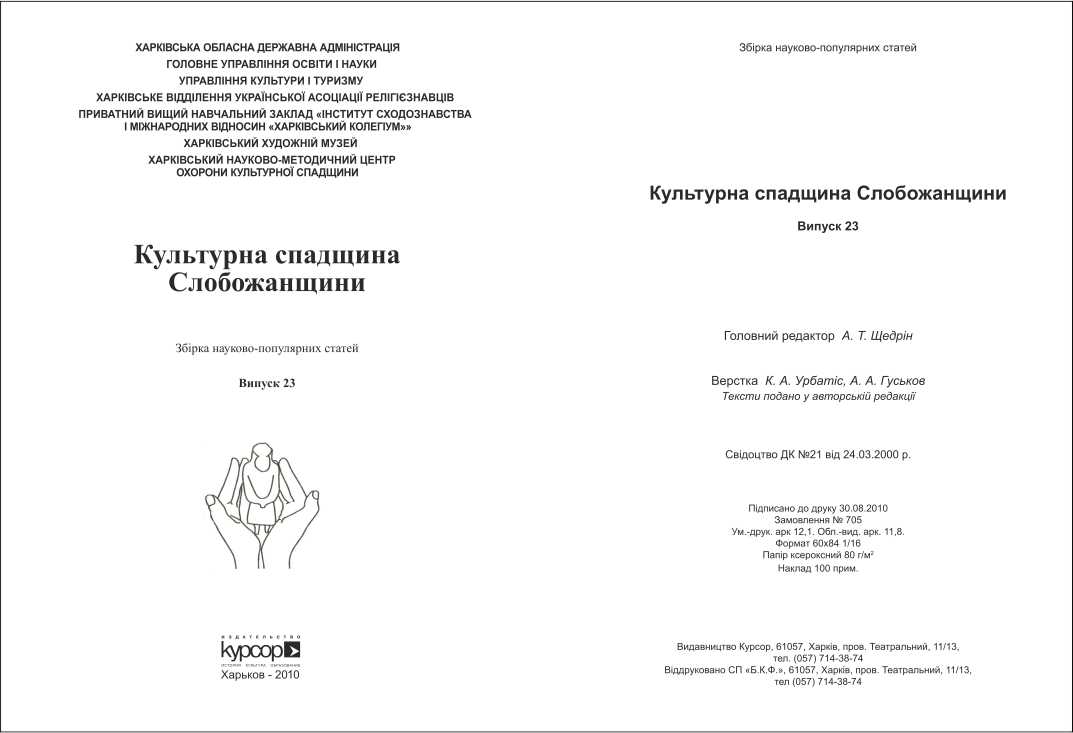 ХАРКІВСЬКА ОБЛАСНА ДЕРЖАВНА АДМІНІСТРАЦІЯ
ГОЛОВНЕ УПРАВЛІННЯ ОСВІТИ І НАУКИ
УПРАВЛІННЯ КУЛЬТУРИ І ТУРИЗМУ
ХАРКІВСЬКЕ ВІДДІЛЕННЯ УКРАЇНСЬКОЇ АСОЦІАЦІЇ РЕЛІГІЄЗНАВЦІВ
ПРИВАТНИЙ ВИЩИЙ НАВЧАЛЬНИЙ ЗАКЛАД «ІНСТИТУТ СХОДОЗНАВСТВА
І МІЖНАРОДНИХ ВІДНОСИН «ХАРКІВСЬКИЙ КОЛЕГІУМ»»
ХАРКІВСЬКИЙ ХУДОЖНІЙ МУЗЕЙ
ХАРКІВСЬКИЙ НАУКОВО-МЕТОДИЧНИЙ ЦЕНТР
ОХОРОНИ КУЛЬТУРНОЇ СПАДЩИНИ
Культурна спадщина
Слобожанщини
Збірка науково-популярних статей
Випуск 23
ИЗДАТЕЛЬСТВО
курсор
ИСТОРИЯ КУЛЬТУРА ОБРАЗОВАНИЕ
Харьков - 2010
Збірка науково-популярних статей
Культурна спадщина Слобожанщини
Випуск 23
Головний редактор А. Т. Щедрін
Верстка К. А. Урбатіс, А. А. Гуськов
Тексти подано у авторській редакції
Свідоцтво ДК №21 від 24.03.2000 р.
Підписано до друку 30.08.2010
Замовлення № 705
Ум.-друк. арк 12,1. Обл.-вид. арк. 11,8.
Формат 60х84 1/16
Папір ксероксний 80 г/м²
Наклад 100 прим.
Видавництво Курсор, 61057, Харків, пров. Театральний, 11/13,
тел. (057) 714-38-74
Віддруковано СП «Б.К.Ф.», 61057, Харків, пров. Театральний, 11/13,
тел (057) 714-38-74